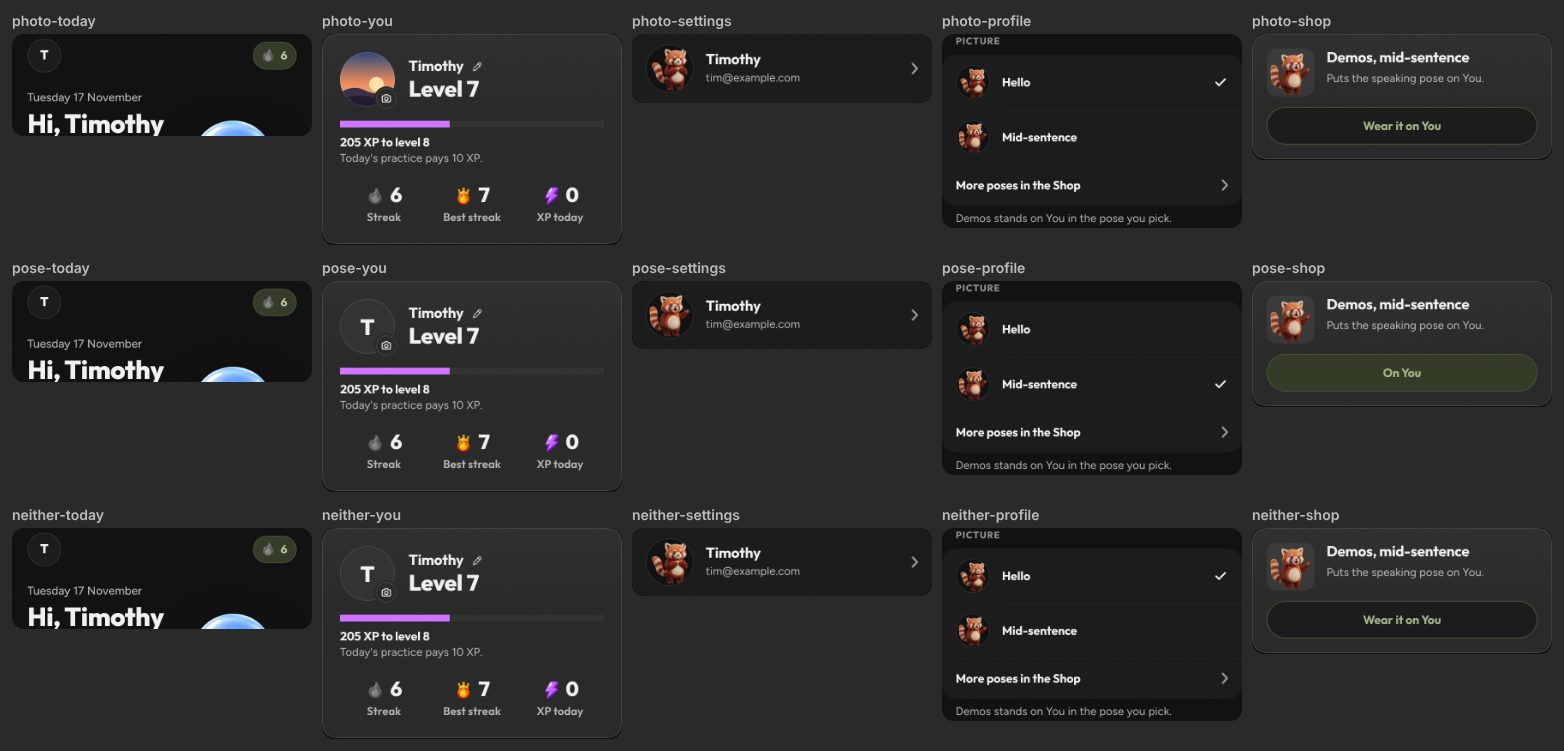 photo-today
T
6
Tuesday 17 November
Hi, Timothy
photo-you
Timothy
Level 7
205 XP to level 8
Today's practice pays 10 XP.
6
7
0
Streak
Best streak
XP today
photo-settings
Timothy
tim@example.com
photo-profile
PICTURE
Hello
Mid-sentence
More poses in the Shop
Demos stands on You in the pose you pick.
photo-shop
Demos, mid-sentence
Puts the speaking pose on You.
Wear it on You
pose-today
T
6
Tuesday 17 November
Hi, Timothy
pose-you
T
Timothy
Level 7
205 XP to level 8
Today's practice pays 10 XP.
6
7
0
Streak
Best streak
XP today
pose-settings
Timothy
tim@example.com
pose-profile
PICTURE
Hello
Mid-sentence
More poses in the Shop
Demos stands on You in the pose you pick.
pose-shop
Demos, mid-sentence
Puts the speaking pose on You.
On You
neither-today
T
6
Tuesday 17 November
Hi, Timothy
neither-you
T
Timothy
Level 7
205 XP to level 8
Today's practice pays 10 XP.
6
7
0
Streak
Best streak
XP today
neither-settings
Timothy
tim@example.com
neither-profile
PICTURE
Hello
Mid-sentence
More poses in the Shop
Demos stands on You in the pose you pick.
neither-shop
Demos, mid-sentence
Puts the speaking pose on You.
Wear it on You